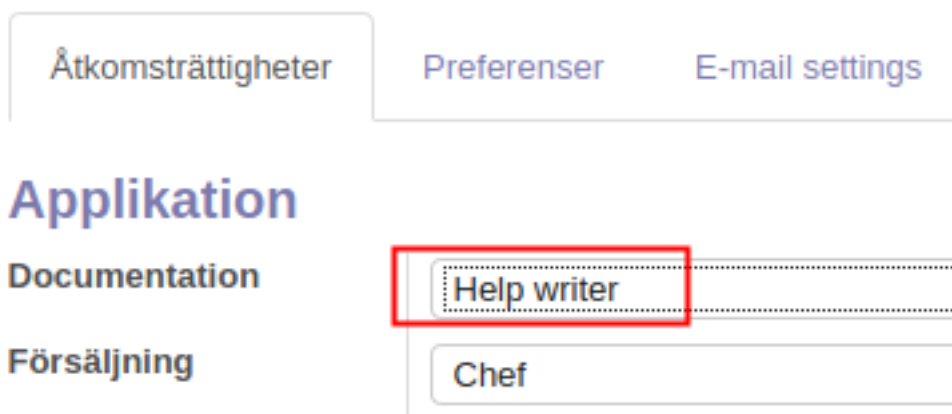 Åtkomsträttigheter Preferenser E-mail settings
Applikation
Documentation Help writer
Försäljning Chef